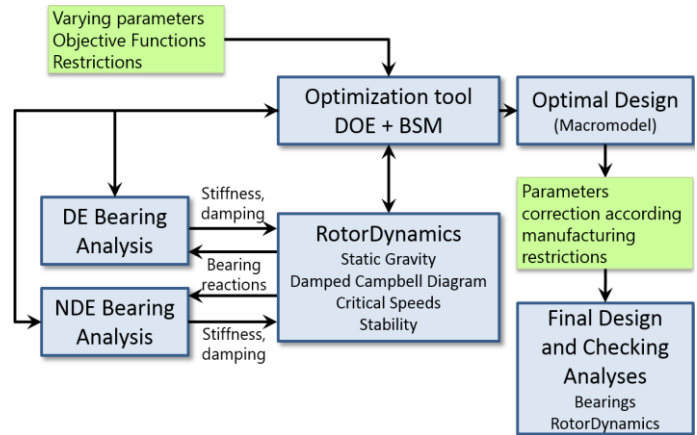 Varying parameters
Objective Functions
Restrictions
Optimization tool
DOE + BSM
Optimal Design
(Macromodel)
DE Bearing
Analysis
Stiffness,
damping
Bearing
reactions
NDE Bearing
Analysis
Stiffness,
damping
RotorDynamics
Static Gravity
Damped Campbell Diagram
Critical Speeds
Stability
Parameters
correction according
manufacturing
restrictions
Final Design
and Checking
Analyses
Bearings
RotorDynamics